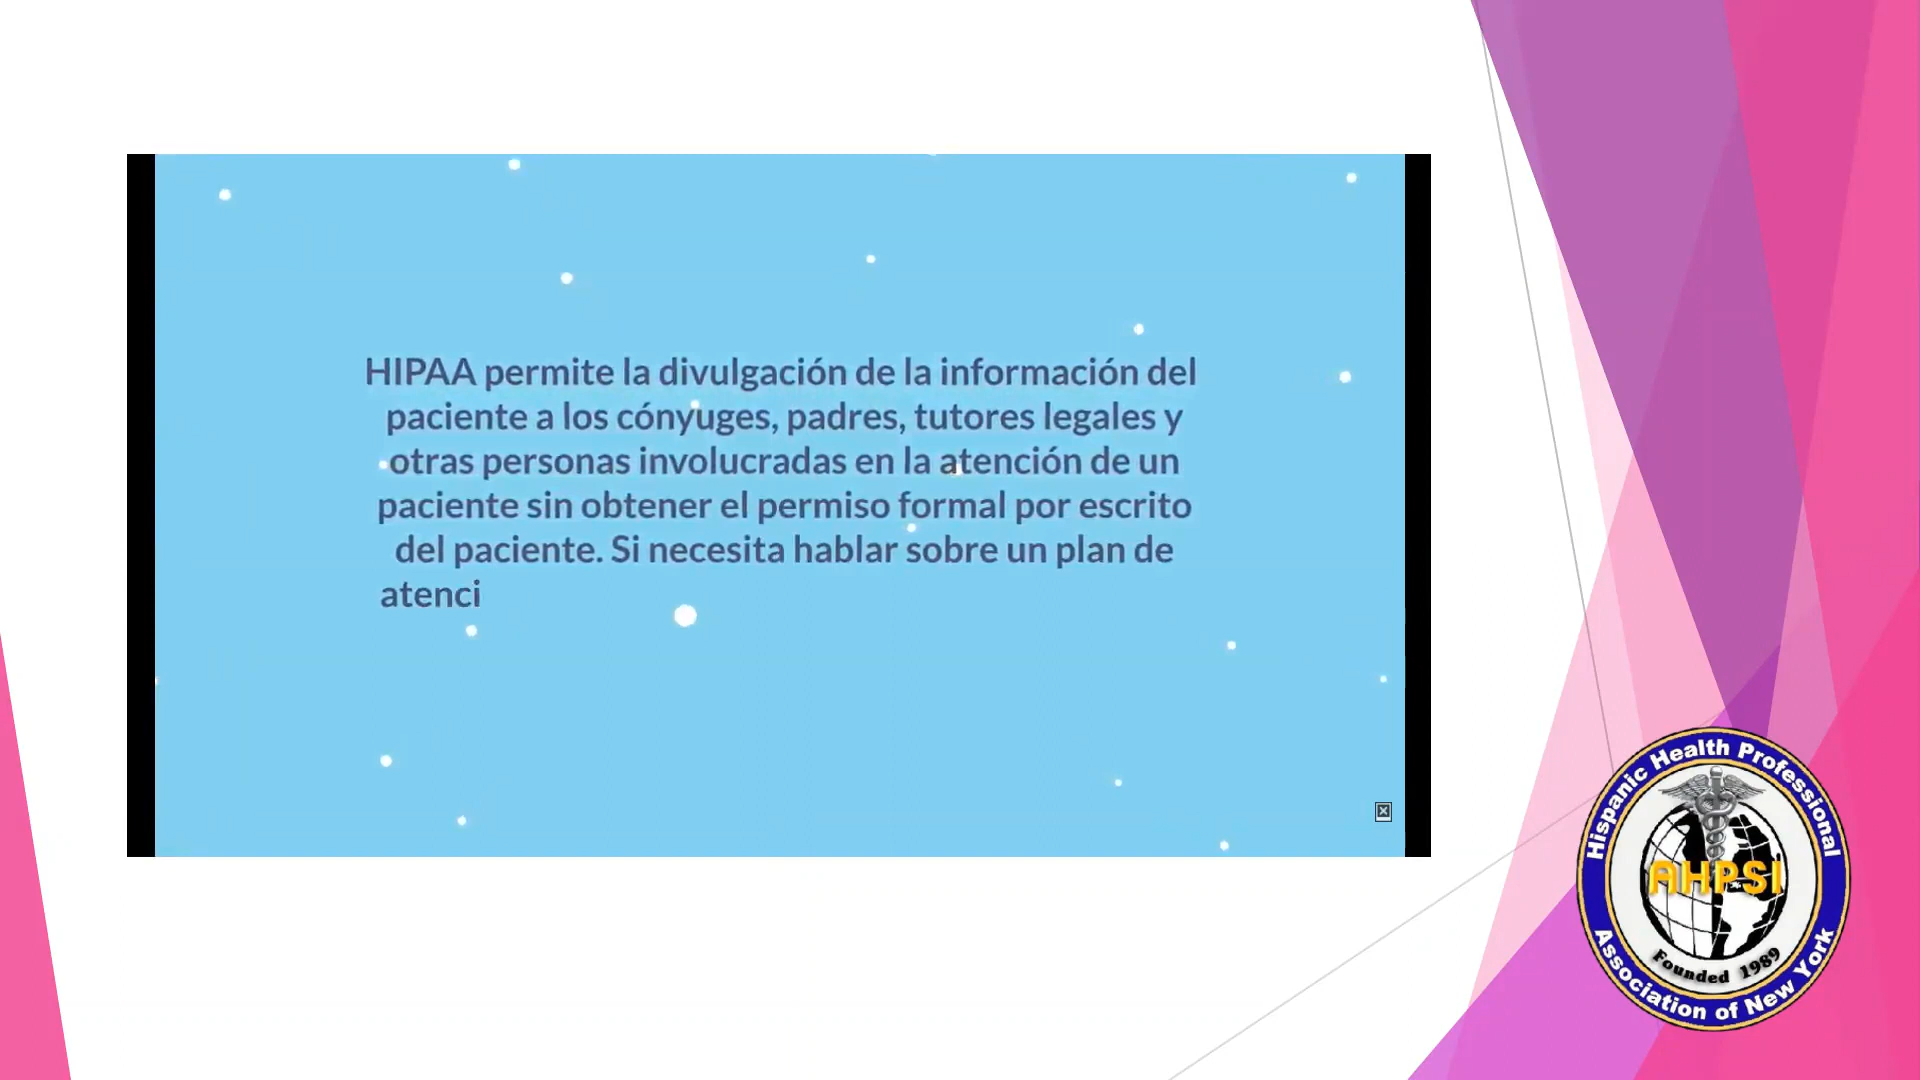 HIPAA permite la divulgación de la información del
paciente a los cónyuges, padres, tutores legales y
otras personas involucradas en la atención de un
paciente sin obtener el permiso formal por escrito
del paciente. Si necesita hablar sobre un plan de
atenci
Hispanic Health Professional
AHPSI
Founded 1989
Association of New York